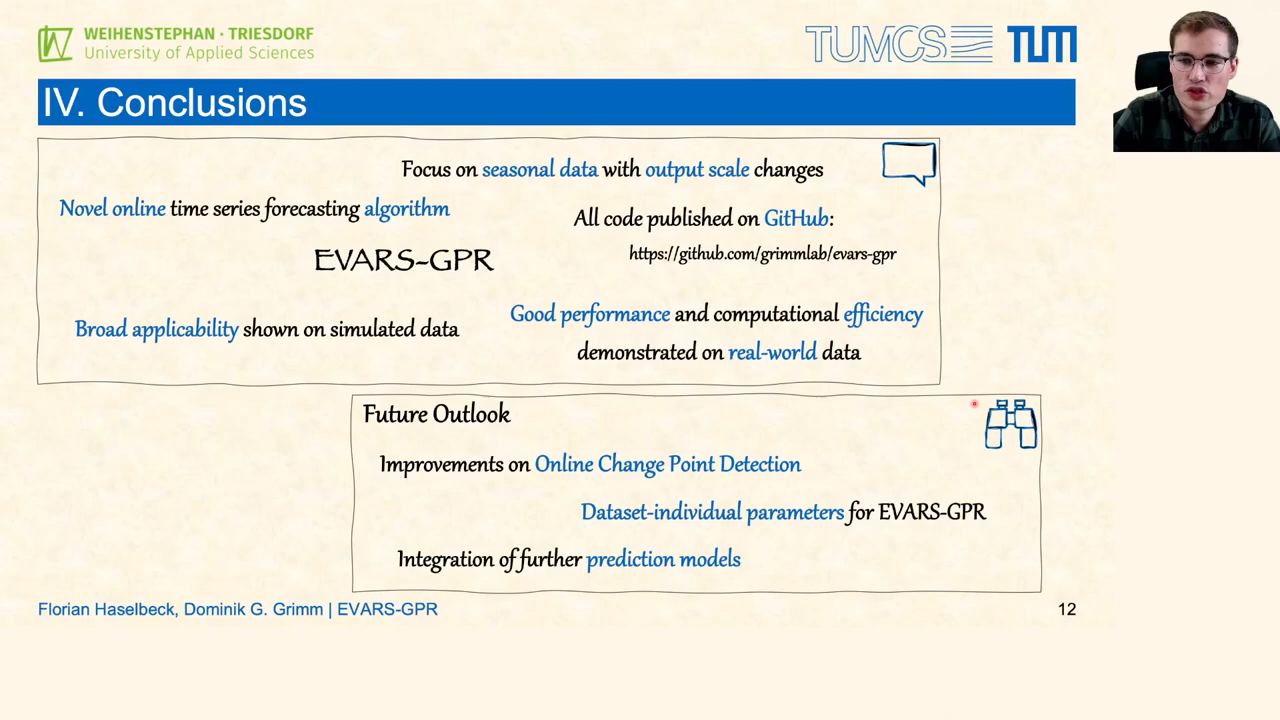 WEIHENSTEPHAN · TRIESDORF
University of Applied Sciences
TUMCS
TUM
IV. Conclusions
Focus on seasonal data with output scale changes
Novel online time series forecasting algorithm
All code published on GitHub:
https://github.com/grimmlab/evars-gpr
EVARS-GPR
Broad applicability shown on simulated data
Good performance and computational efficiency
demonstrated on real-world data
Future Outlook
Improvements on Online Change Point Detection
Dataset-individual parameters for EVARS-GPR
Integration of further prediction models
Florian Haselbeck, Dominik G. Grimm | EVARS-GPR
12